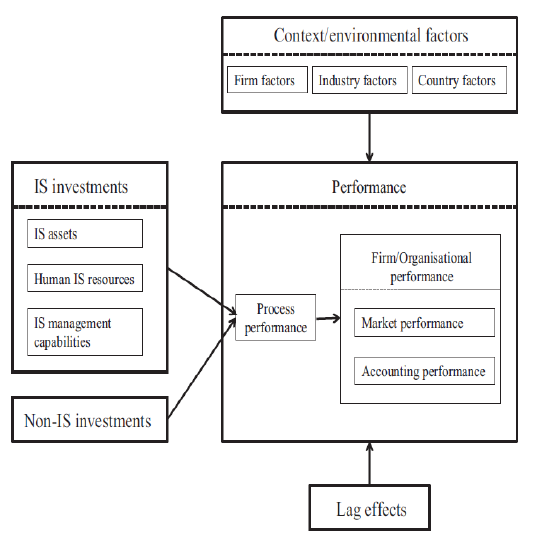 Context/environmental factors
Firm factors
Industry factors
Country factors
IS investments
IS assets
Human IS resources
IS management
capabilities
Non-IS investments
Performance
Process
performance
Firm/Organisational
performance
Market performance
Accounting performance
Lag effects